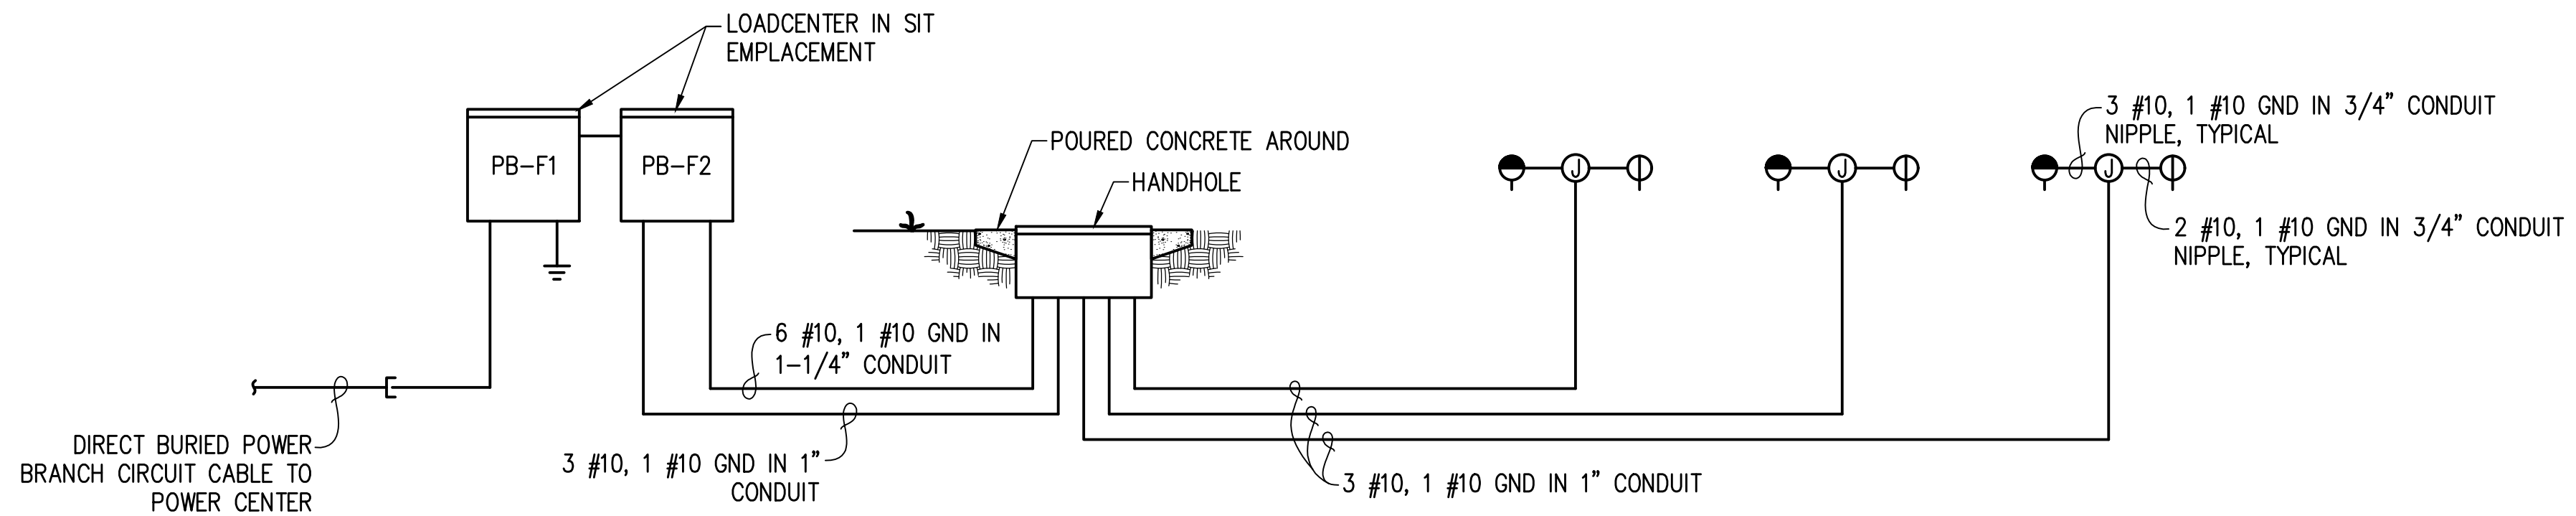 LOADCENTER IN SIT
EMPLACEMENT
PB-F1
PB-F2
POURED CONCRETE AROUND
HANDHOLE
3 #10, 1 #10 GND IN 3/4" CONDUIT
NIPPLE, TYPICAL
J
J
J
2 #10, 1 #10 GND IN 3/4" CONDUIT
NIPPLE, TYPICAL
6 #10, 1 #10 GND IN
1-1/4" CONDUIT
DIRECT BURIED POWER
BRANCH CIRCUIT CABLE TO
POWER CENTER
3 #10, 1 #10 GND IN 1"
CONDUIT
3 #10, 1 #10 GND IN 1" CONDUIT